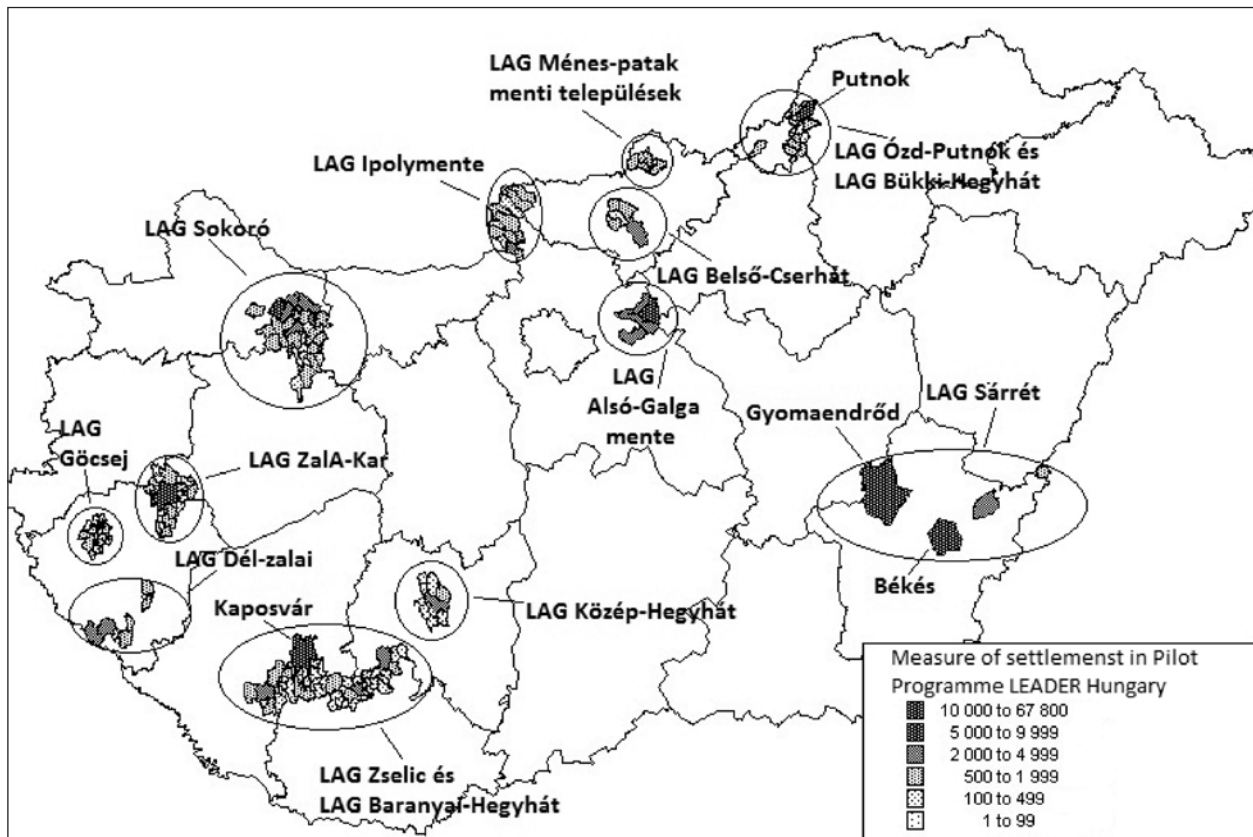 LAG Ménes-patak
menti települések
Putnok
LAG Ipolymente
LAG Ózd-Putnok és
LAG Bükki-Hegyhát
LAG Sokoró
LAG Belső-Cserhát
LAG
Alsó-Galga
mente
LAG Sárrét
Gyomaendrőd
LAG
Göcsej
LAG ZalA-Kar
LAG Dél-zalai
Kaposvár
LAG Közép-Hegyhát
Békés
LAG Zselic és
LAG Baranyai-Hegyhát
Measure of settlemenst in Pilot
Programme LEADER Hungary
10 000 to 67 800
5 000 to 9 999
2 000 to 4 999
500 to 1 999
100 to 499
1 to 99